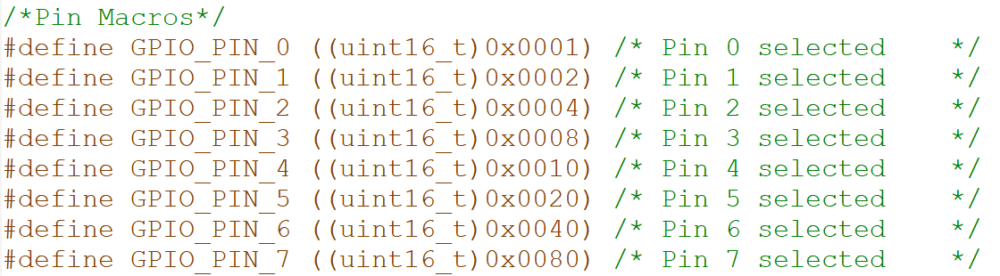 /*Pin Macros*/
#define GPIO_PIN_0 ((uint16_t)0x0001) /* Pin 0 selected    */
#define GPIO_PIN_1 ((uint16_t)0x0002) /* Pin 1 selected    */
#define GPIO_PIN_2 ((uint16_t)0x0004) /* Pin 2 selected    */
#define GPIO_PIN_3 ((uint16_t)0x0008) /* Pin 3 selected    */
#define GPIO_PIN_4 ((uint16_t)0x0010) /* Pin 4 selected    */
#define GPIO_PIN_5 ((uint16_t)0x0020) /* Pin 5 selected    */
#define GPIO_PIN_6 ((uint16_t)0x0040) /* Pin 6 selected    */
#define GPIO_PIN_7 ((uint16_t)0x0080) /* Pin 7 selected    */